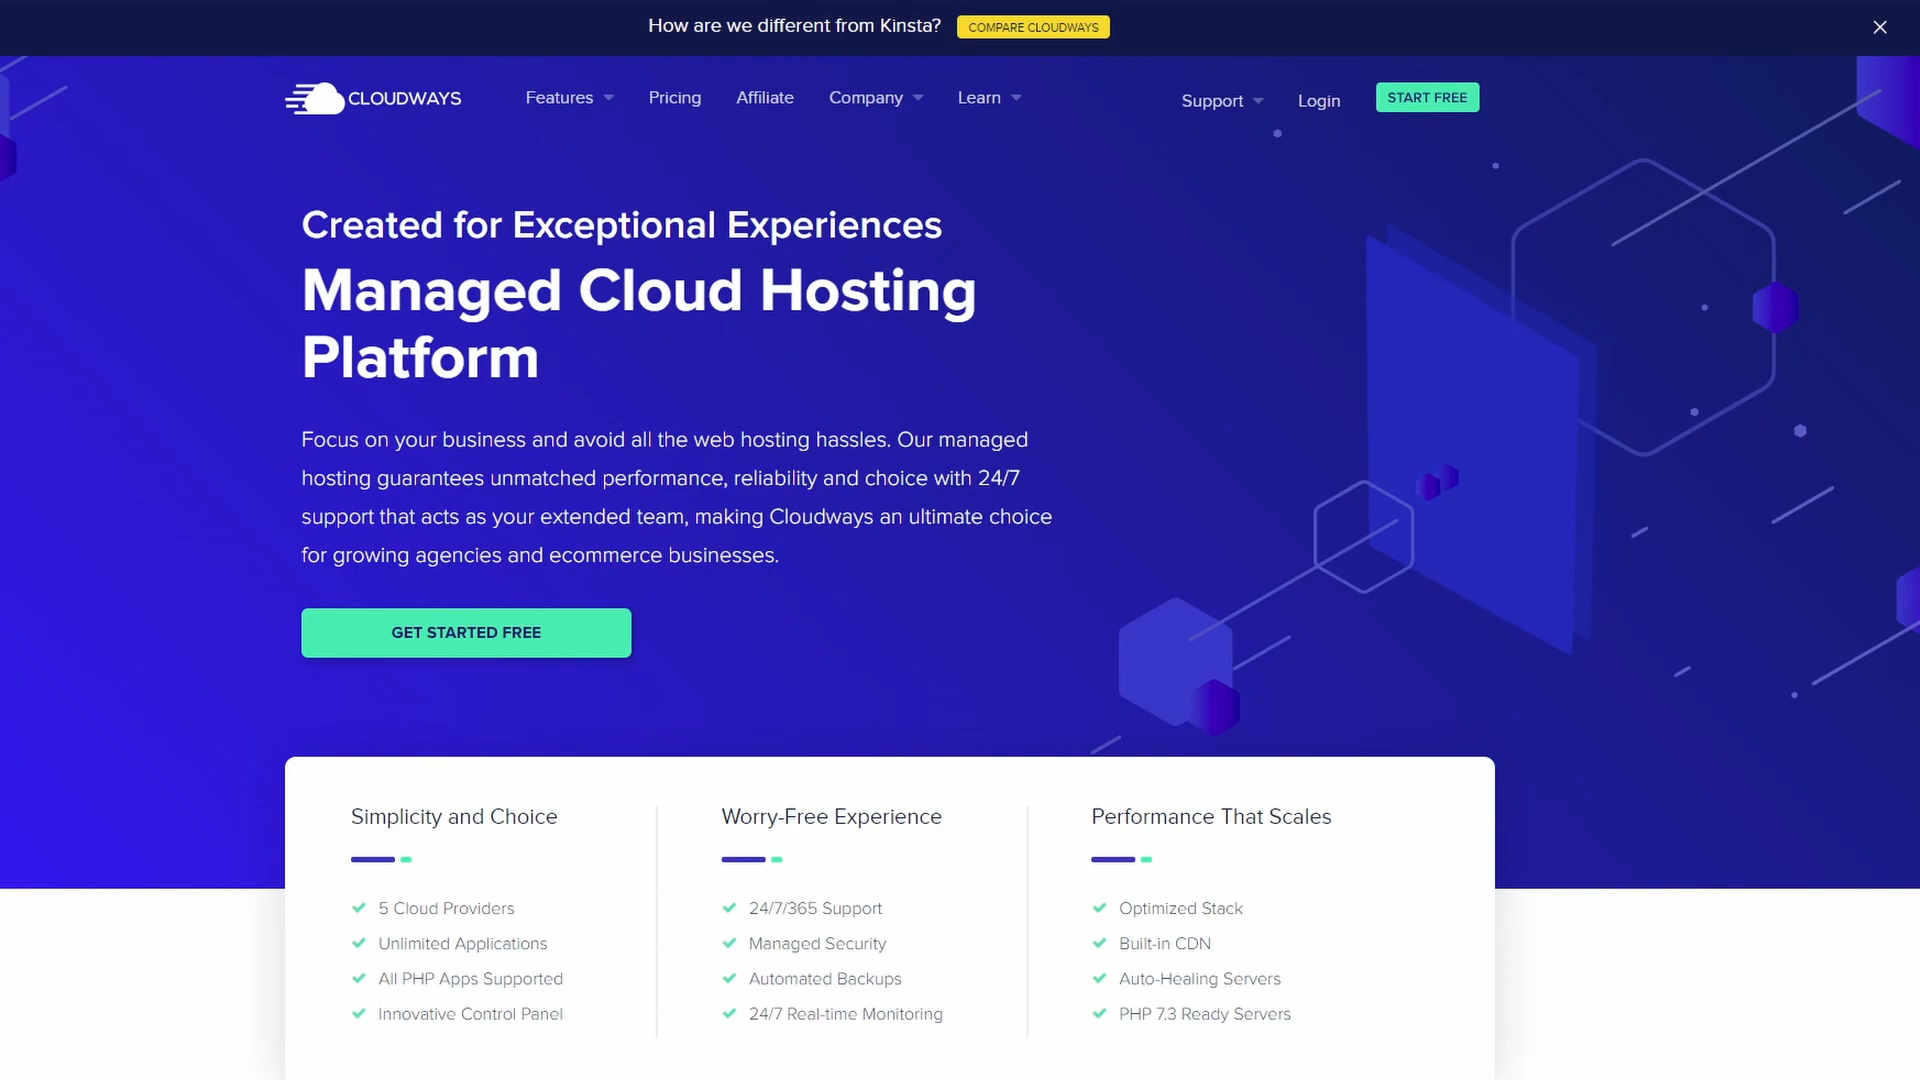 How are we different from Kinsta? COMPARE CLOUDWAYS
CLOUDWAYS Features Pricing Affiliate Company Learn Support Login START FREE
Created for Exceptional Experiences
Managed Cloud Hosting
Platform
Focus on your business and avoid all the web hosting hassles. Our managed
hosting guarantees unmatched performance, reliability and choice with 24/7
support that acts as your extended team, making Cloudways an ultimate choice
for growing agencies and ecommerce businesses.
GET STARTED FREE
Simplicity and Choice
5 Cloud Providers
Unlimited Applications
All PHP Apps Supported
Innovative Control Panel
Worry-Free Experience
24/7/365 Support
Managed Security
Automated Backups
24/7 Real-time Monitoring
Performance That Scales
Optimized Stack
Built-in CDN
Auto-Healing Servers
PHP 7.3 Ready Servers